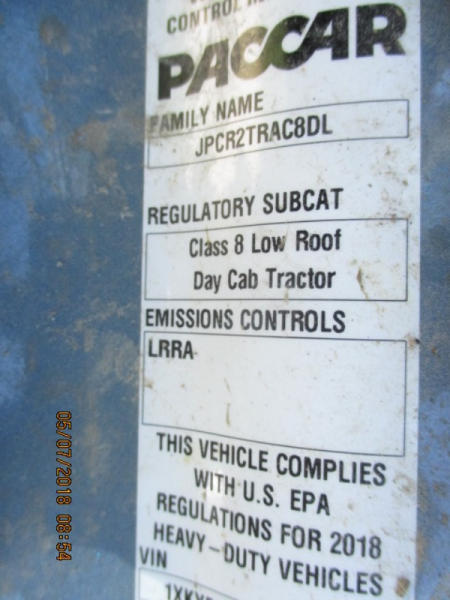 CONTROL
PACCAR
FAMILY NAME
JPCR2TRAC8DL
REGULATORY SUBCAT
Class 8 Low Roof
Day Cab Tractor
EMISSIONS CONTROLS
LRRA
THIS VEHICLE COMPLIES
WITH U.S. EPA
REGULATIONS FOR 2018
HEAVY-DUTY VEHICLES
VIN
05/07/2018 08:54